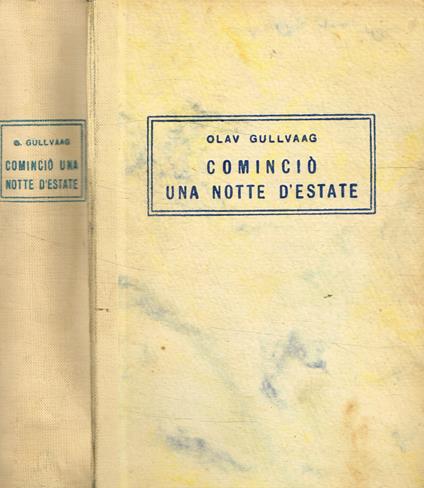 G. GULLVAAG
COMINCIÒ UNA
NOTTE D'ESTATE
OLAV GULLVAAG
COMINCIÒ
UNA NOTTE D'ESTATE